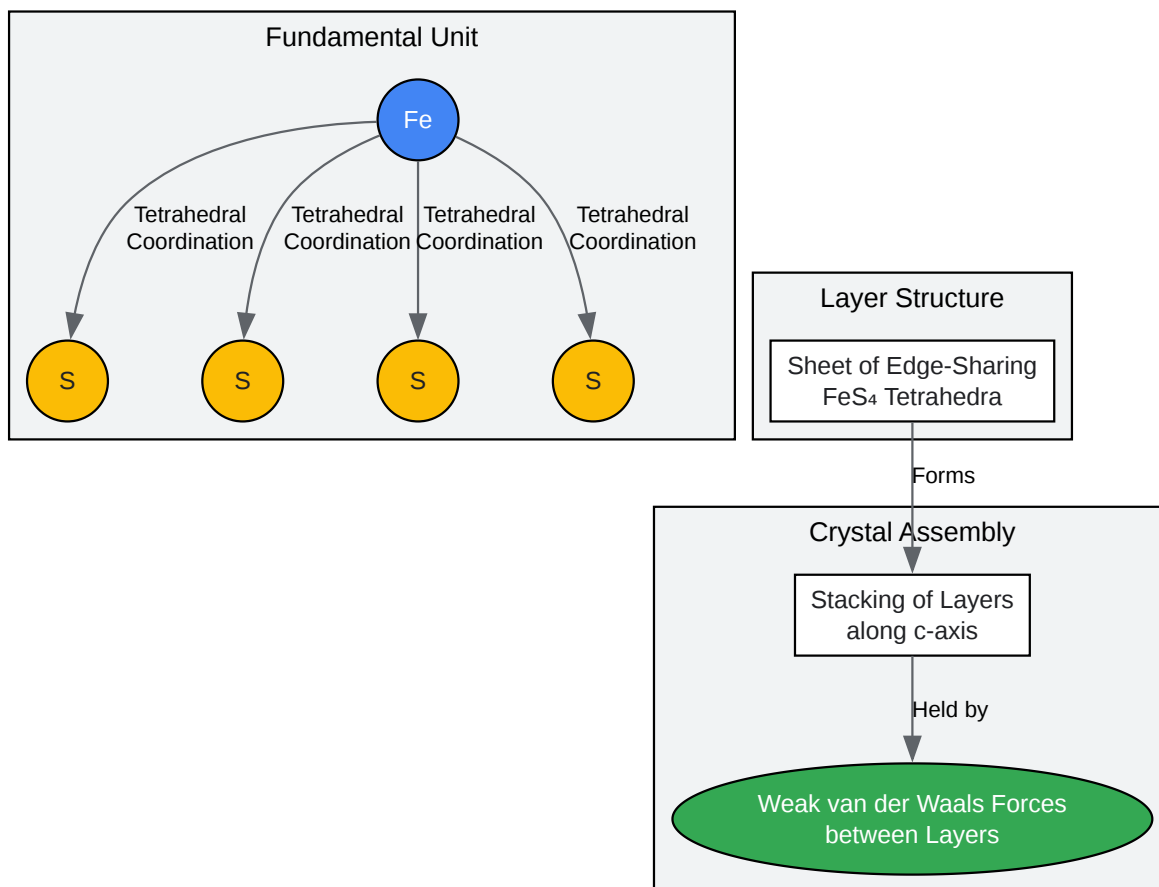 Fundamental Unit
Fe
Tetrahedral
Coordination
Tetrahedral
Coordination
Tetrahedral
Coordination
Tetrahedral
Coordination
S
S
S
S
Layer Structure
Sheet of Edge-Sharing
FeS₄ Tetrahedra
Forms
Crystal Assembly
Stacking of Layers
along c-axis
Held by
Weak van der Waals Forces
between Layers